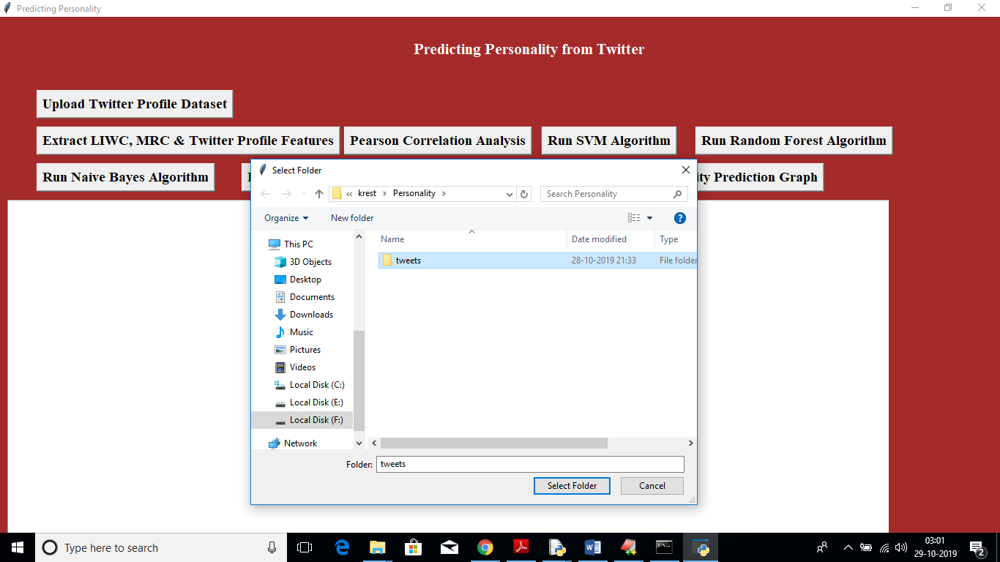 Predicting Personality
Predicting Personality from Twitter
Upload Twitter Profile Dataset
Extract LIWC, MRC & Twitter Profile Features Pearson Correlation Analysis Run SVM Algorithm Run Random Forest Algorithm
Run Naive Bayes Algorithm Prediction Graph
Select Folder
« krest › Personality › Search Personality
Organize New folder ?
Name Date modified Type
This PC
tweets 28-10-2019 21:33 File folder
3D Objects
Desktop
Documents
Downloads
Music
Pictures
Videos
Local Disk (C:)
Local Disk (E:)
Local Disk (F:)
Network
Folder: tweets
Select Folder Cancel
Type here to search
03:01
29-10-2019
2